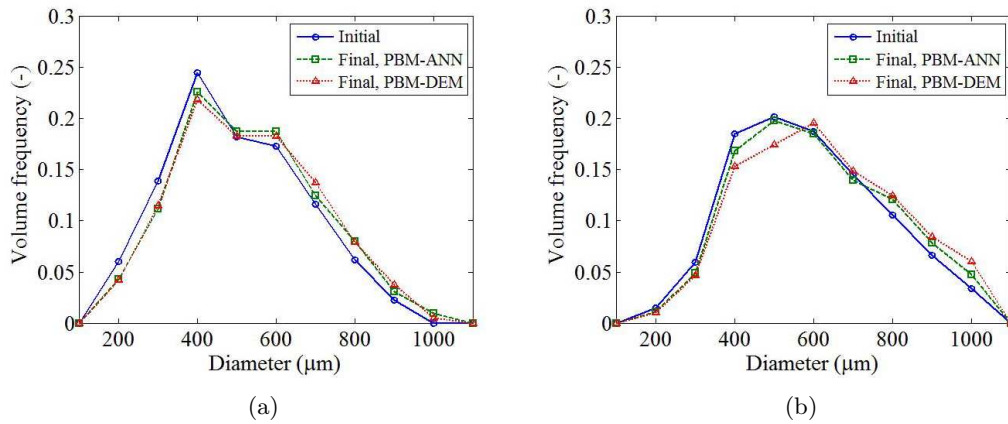 0.3
0.25
0.2
0.15
0.1
0.05
0
Volume frequency (-)
200
400
600
800
1000
Diameter (μm)
Initial
Final, PBM-ANN
Final, PBM-DEM
(a)
0.3
0.25
0.2
0.15
0.1
0.05
0
Volume frequency (-)
200
400
600
800
1000
Diameter (μm)
Initial
Final, PBM-ANN
Final, PBM-DEM
(b)